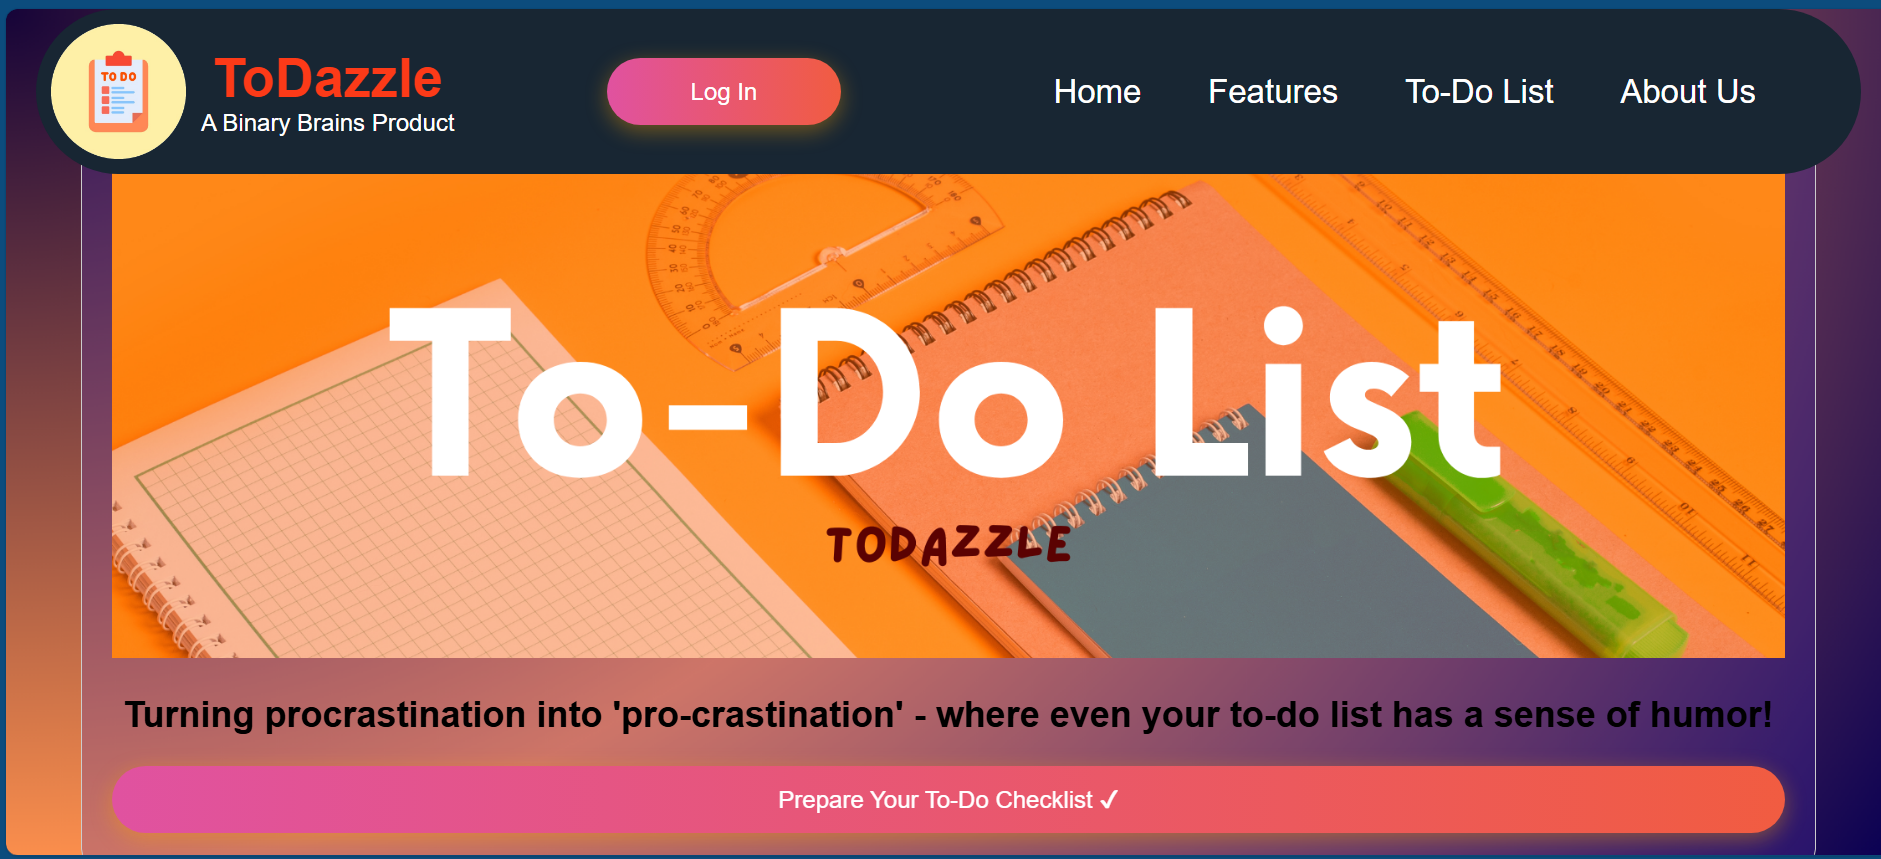 TO DO
ToDazzle
A Binary Brains Product
Log In
Home
Features
To-Do List
About Us
To-Do List
TODAZZLE
Turning procrastination into 'pro-crastination' - where even your to-do list has a sense of humor!
Prepare Your To-Do Checklist ✓